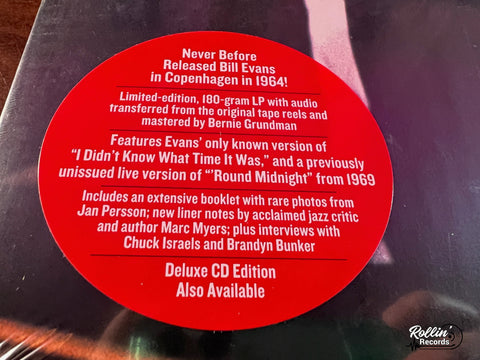 Never Before
Released Bill Evans
in Copenhagen in 1964!
Limited-edition, 180-gram LP with audio
transferred from the original tape reels and
mastered by Bernie Grundman
Features Evans' only known version of
“I Didn't Know What Time It Was,” and a previously
unissued live version of “'Round Midnight” from 1969
Includes an extensive booklet with rare photos from
Jan Persson; new liner notes by acclaimed jazz critic
and author Marc Myers; plus interviews with
Chuck Israels and Brandyn Bunker
Deluxe CD Edition
Also Available
Rollin'
Records